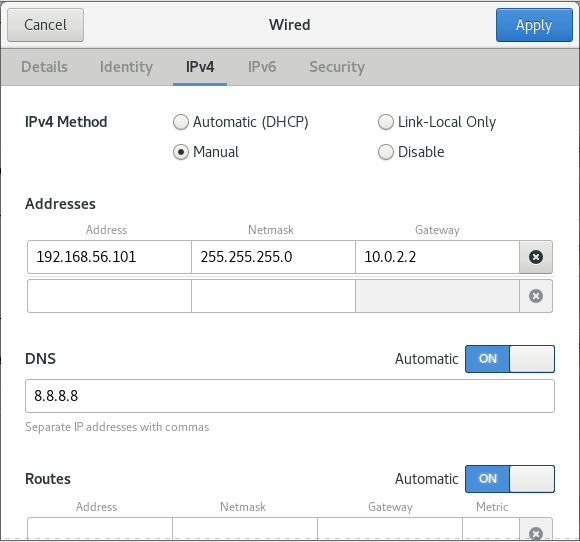 Cancel Wired Apply
Details Identity IPv4 IPv6 Security
IPv4 Method Automatic (DHCP) Link-Local Only
Manual Disable
Addresses
Address Netmask Gateway
192.168.56.101 255.255.255.0 10.0.2.2
DNS Automatic ON
8.8.8.8
Separate IP addresses with commas
Routes Automatic ON
Address Netmask Gateway Metric